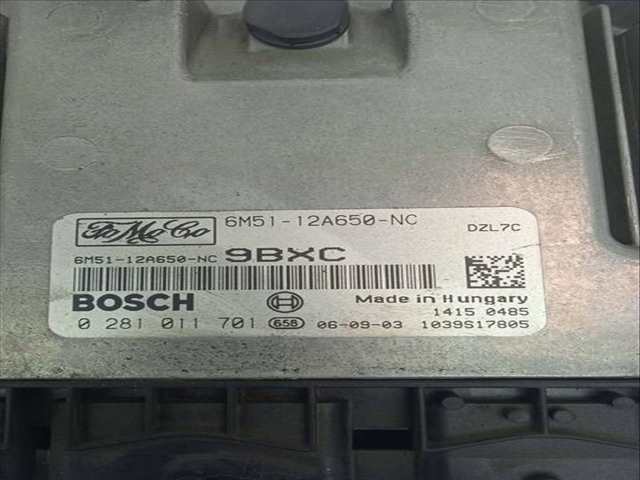 FoMoCo 6M51-12A650-NC DZL7C
6M51-12A650-NC 9BXC
BOSCH Made in Hungary
1415 0485
0 281 011 701 658 06-09-03 1039S17805